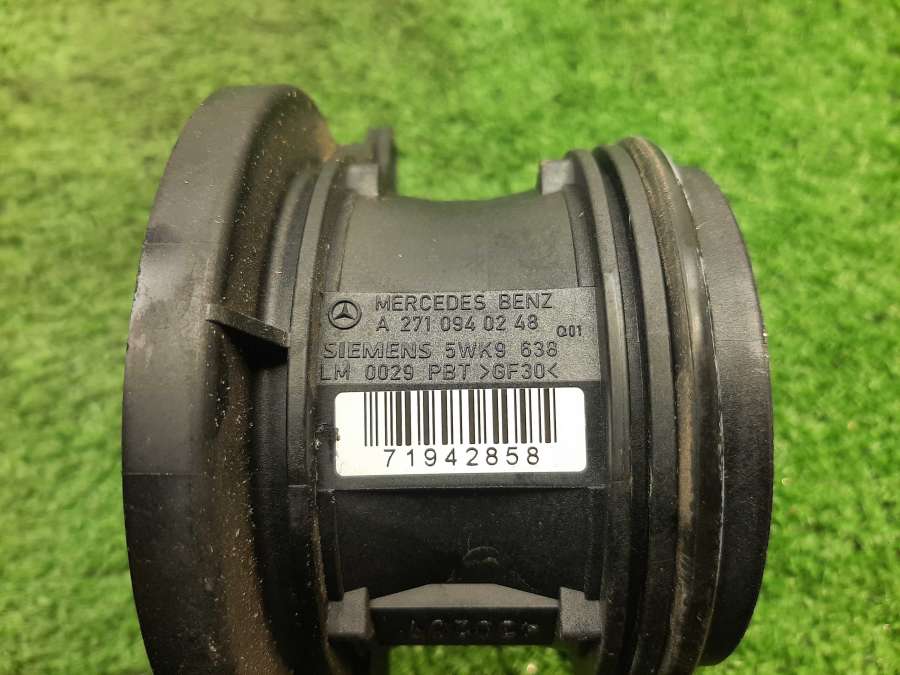 MERCEDES BENZ
A 271 094 02 48 Q01
SIEMENS 5WK9 638
LM 0029 PBT >GF30<
71942858